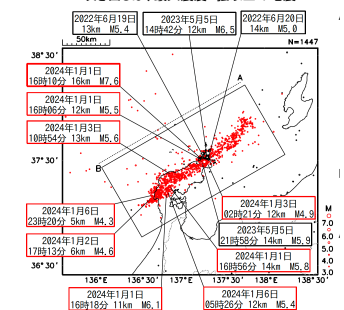 2022年6月19日
13km M5.4
2023年5月5日
14時42分 12km M6.5
2022年6月20日
14km M5.0
50km
N=1447
38°30'
2024年1月1日
16時10分 16km M7.6
2024年1月1日
16時06分 12km M5.5
2024年1月3日
10時54分 13km M5.6
A
37°30'
B
2024年1月6日
23時20分 5km M4.3
2024年1月2日
17時13分 6km M4.6
2024年1月3日
02時21分 12km M4.9
2023年5月5日
21時58分 14km M5.9
2024年1月1日
16時56分 14km M5.8
M
7.0
6.0
5.0
4.0
3.0
36°30'
136°E
136°30'
137°E
137°30'
138°E
138°30'
2024年1月1日
16時18分 11km M6.1
2024年1月6日
05時26分 12km M5.4